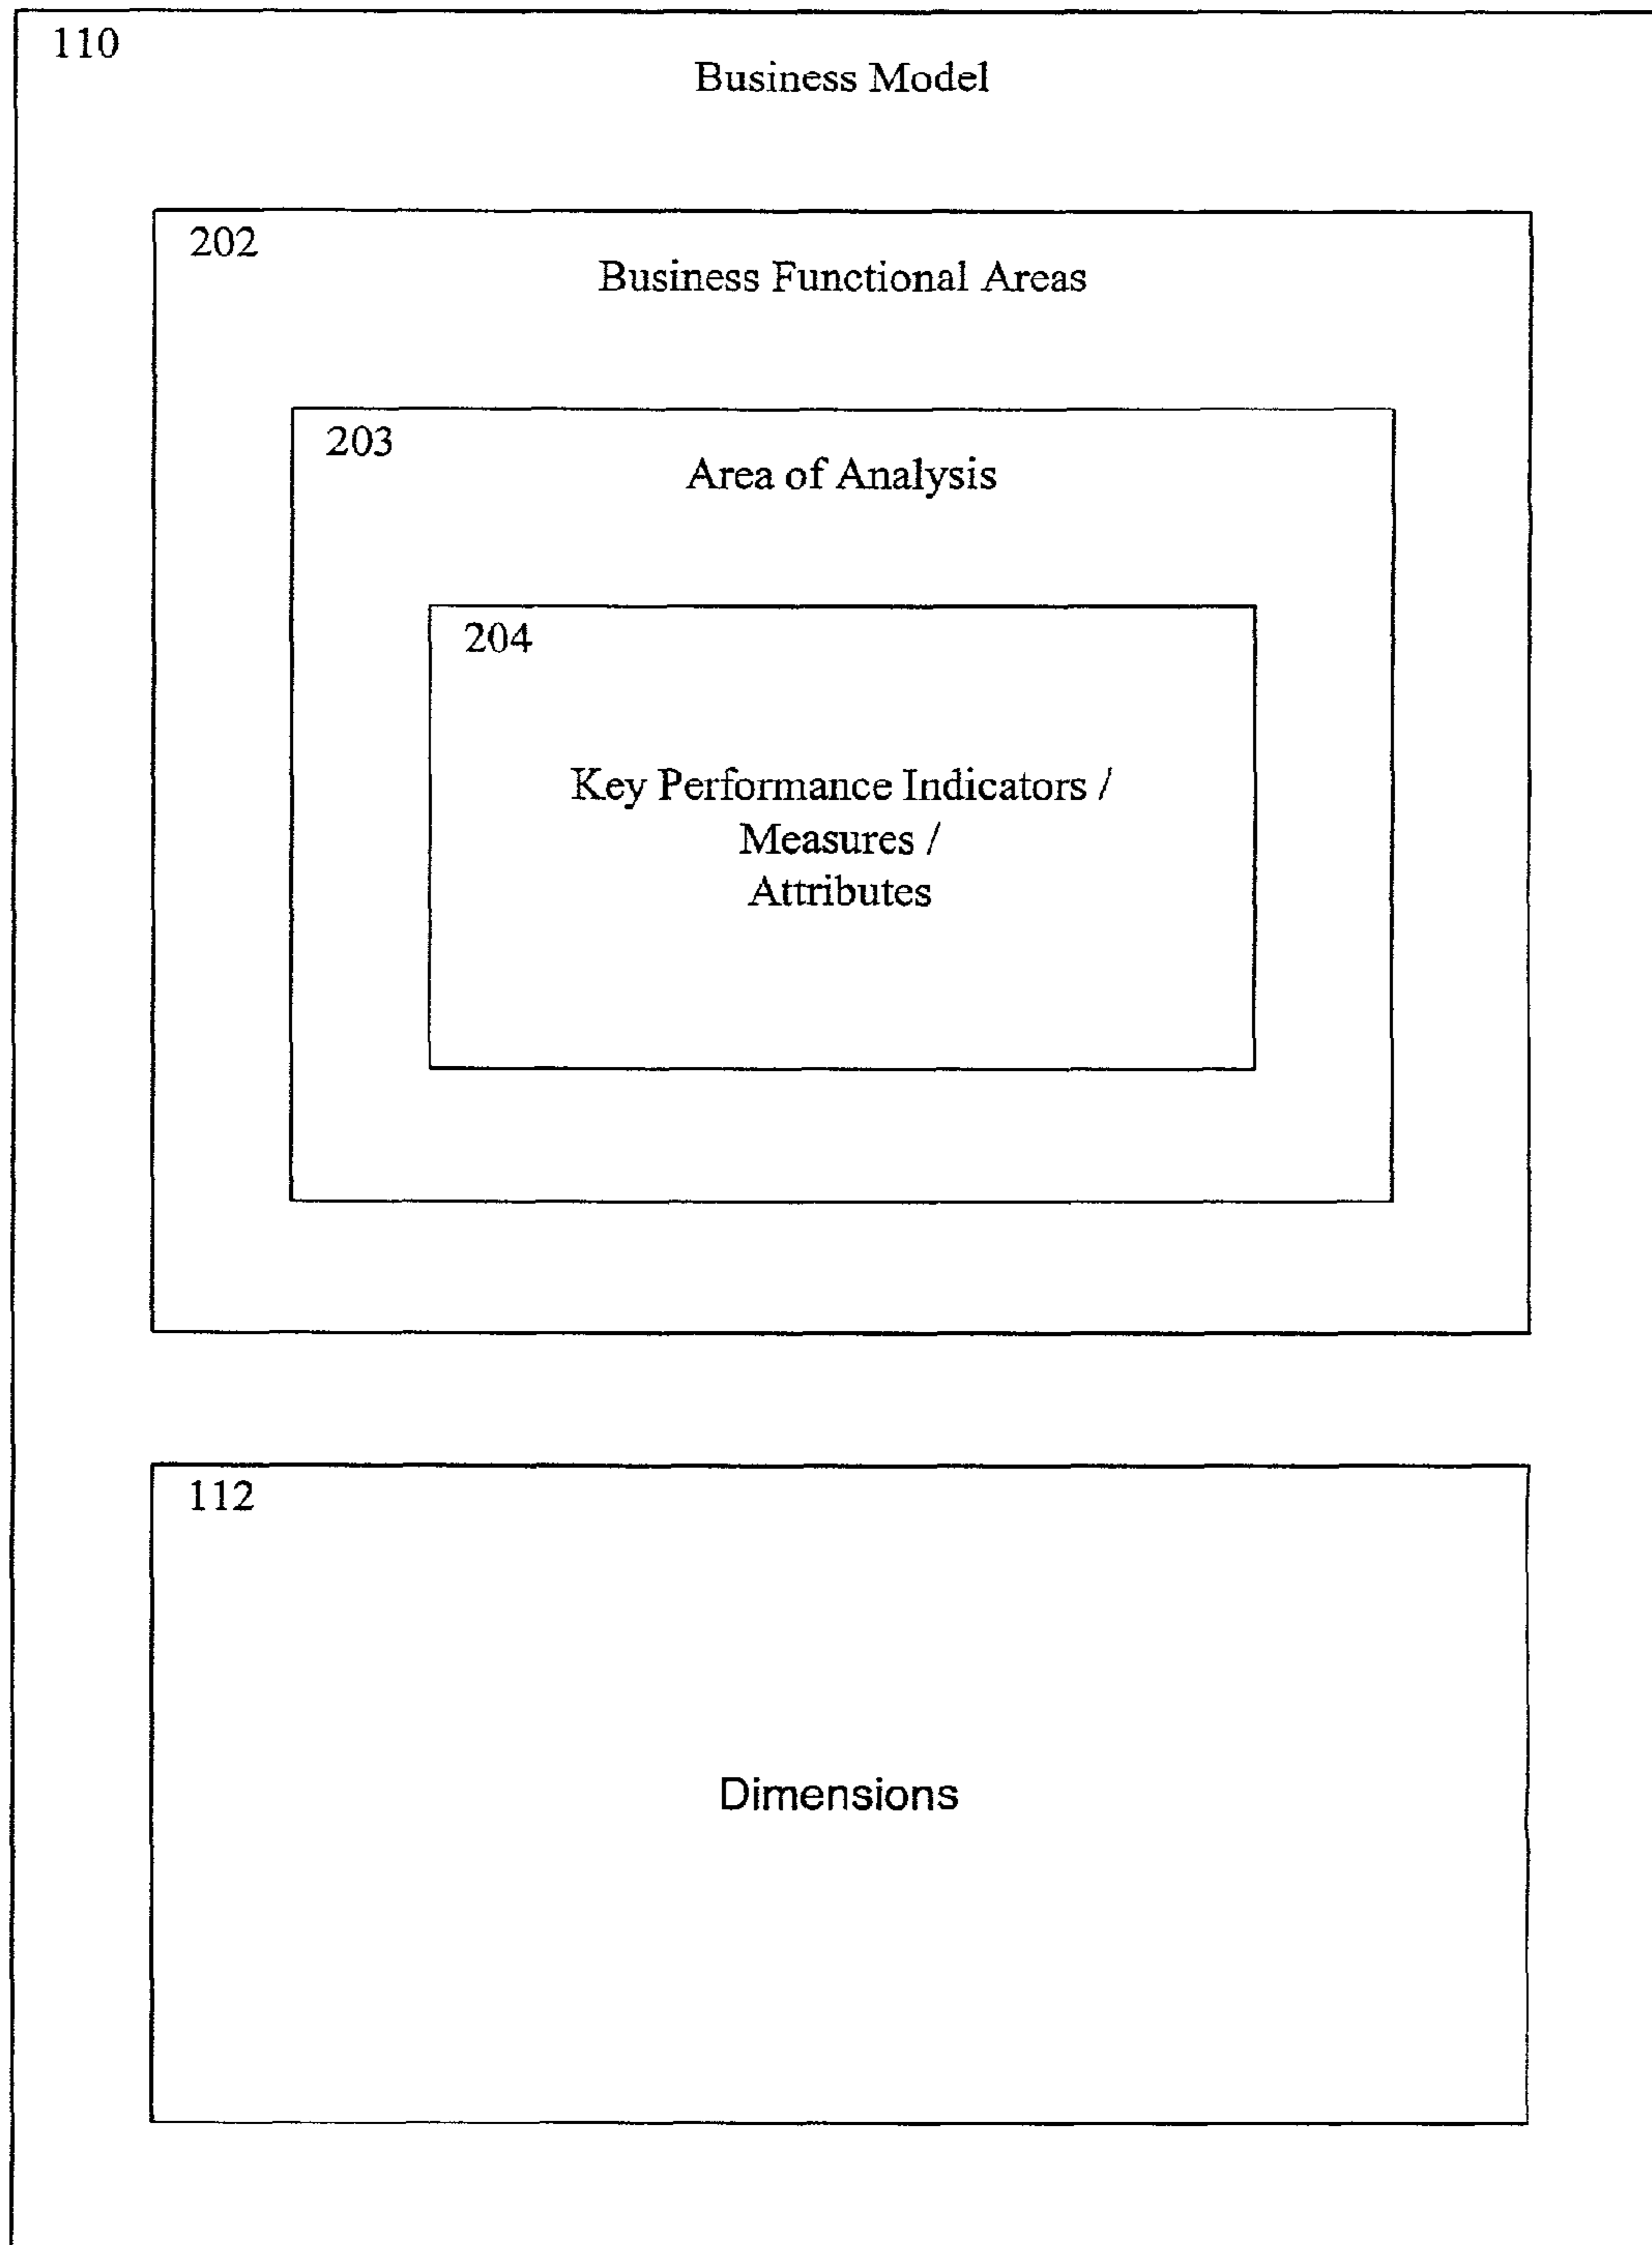 110
Business Model
202
Business Functional Areas
203
Area of Analysis
204
Key Performance Indicators /
Measures /
Attributes
112
Dimensions